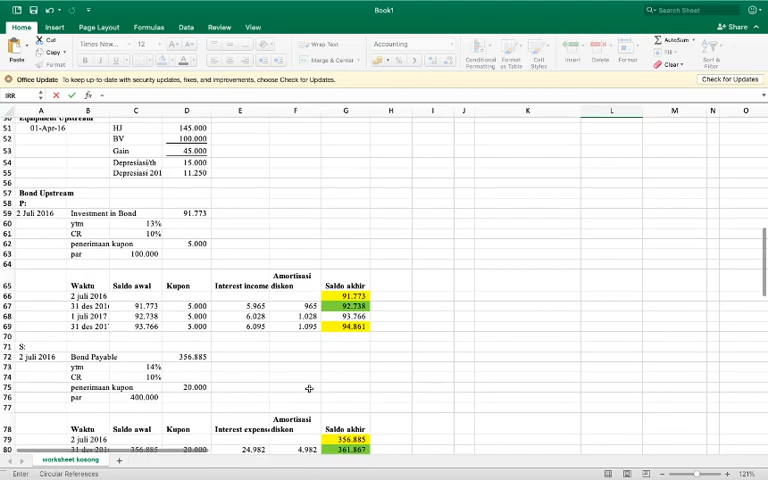 Book1
Search Sheet
Home Insert Page Layout Formulas Data Review View
Share
Paste
Cut
Copy
Format
Times New... 12
Wrap Text
Merge & Center
Accounting
Conditional Formatting
Format as Table
Cell Styles
Insert Delete Format
AutoSum
Fill
Clear
Sort & Filter
Office Update To keep up-to-date with security updates, fixes, and improvements, choose Check for Updates. Check for Updates
IRR fx =
A B C D E F G H I J K L M N O
50 Equipment Upstream
51 01-Apr-16 HJ 145.000
52 BV 100.000
53 Gain 45.000
54 Depresiasi/th 15.000
55 Depresiasi 201 11.250
56
57 Bond Upstream
58 P:
59 2 Juli 2016 Investment in Bond 91.773
60 ytm 13%
61 CR 10%
62 penerimaan kupon 5.000
63 par 100.000
64
65 Waktu Saldo awal Kupon Interest income Amortisasi diskon Saldo akhir
66 2 juli 2016 91.773
67 31 des 201 91.773 5.000 5.965 965 92.738
68 1 juli 2017 92.738 5.000 6.028 1.028 93.766
69 31 des 201 93.766 5.000 6.095 1.095 94.861
70
71 S:
72 2 juli 2016 Bond Payable 356.885
73 ytm 14%
74 CR 10%
75 penerimaan kupon 20.000
76 par 400.000
77
78 Waktu Saldo awal Kupon Interest expens Amortisasi diskon Saldo akhir
79 2 juli 2016 356.885
80 31 des 201 356.885 20.000 24.982 4.982 361.867
worksheet kosong
Enter Circular References 121%